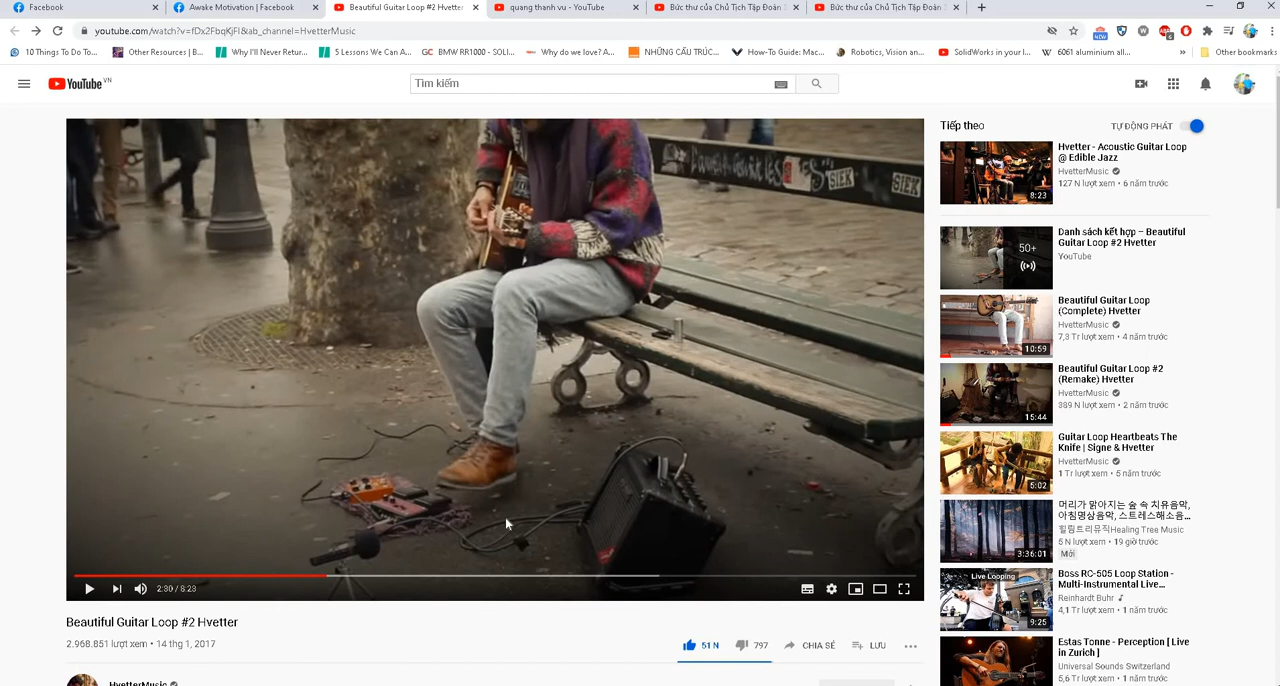 Facebook
Awake Motivation | Facebook
Beautiful Guitar Loop #2 Hvetter
quang thanh vu - YouTube
Bức thư của Chủ Tịch Tập Đoàn S
Bức thư của Chủ Tịch Tập Đoàn S
youtube.com/watch?v=fDx2FbqKjFI&ab_channel=HvetterMusic
10 Things To Do To...
Other Resources | B...
Why I'll Never Retur...
5 Lessons We Can A...
GC BMW RR1000 - SOLI...
Why do we love? A...
NHỮNG CẤU TRÚC...
How-To Guide: Mac...
Robotics, Vision an...
SolidWorks in your l...
W 6061 aluminium all...
»
Other bookmarks
YouTube VN
Tìm kiếm
SIEK
SIEK
2:30 / 8:23
Beautiful Guitar Loop #2 Hvetter
2.968.851 lượt xem • 14 thg 1, 2017
51 N
797
CHIA SẺ
LƯU
HvetterMusic
Tiếp theo
TỰ ĐỘNG PHÁT
Hvetter - Acoustic Guitar Loop
@ Edible Jazz
HvetterMusic
127 N lượt xem • 6 năm trước
8:23
Danh sách kết hợp – Beautiful
Guitar Loop #2 Hvetter
YouTube
50+
Beautiful Guitar Loop
(Complete) Hvetter
HvetterMusic
7,3 Tr lượt xem • 4 năm trước
10:59
Beautiful Guitar Loop #2
(Remake) Hvetter
HvetterMusic
389 N lượt xem • 2 năm trước
15:44
Guitar Loop Heartbeats The
Knife | Signe & Hvetter
HvetterMusic
1 Tr lượt xem • 5 năm trước
5:02
머리가 맑아지는 숲 속 치유음악,
아침명상음악, 스트레스해소음...
힐링트리뮤직Healing Tree Music
5 N lượt xem • 19 giờ trước
Mới
3:36:01
Boss RC-505 Loop Station -
Multi-Instrumental Live...
Reinhardt Buhr
4,1 Tr lượt xem • 1 năm trước
Live Looping
9:25
Estas Tonne - Perception [ Live
in Zurich ]
Universal Sounds Switzerland
5,6 Tr lượt xem • 1 năm trước